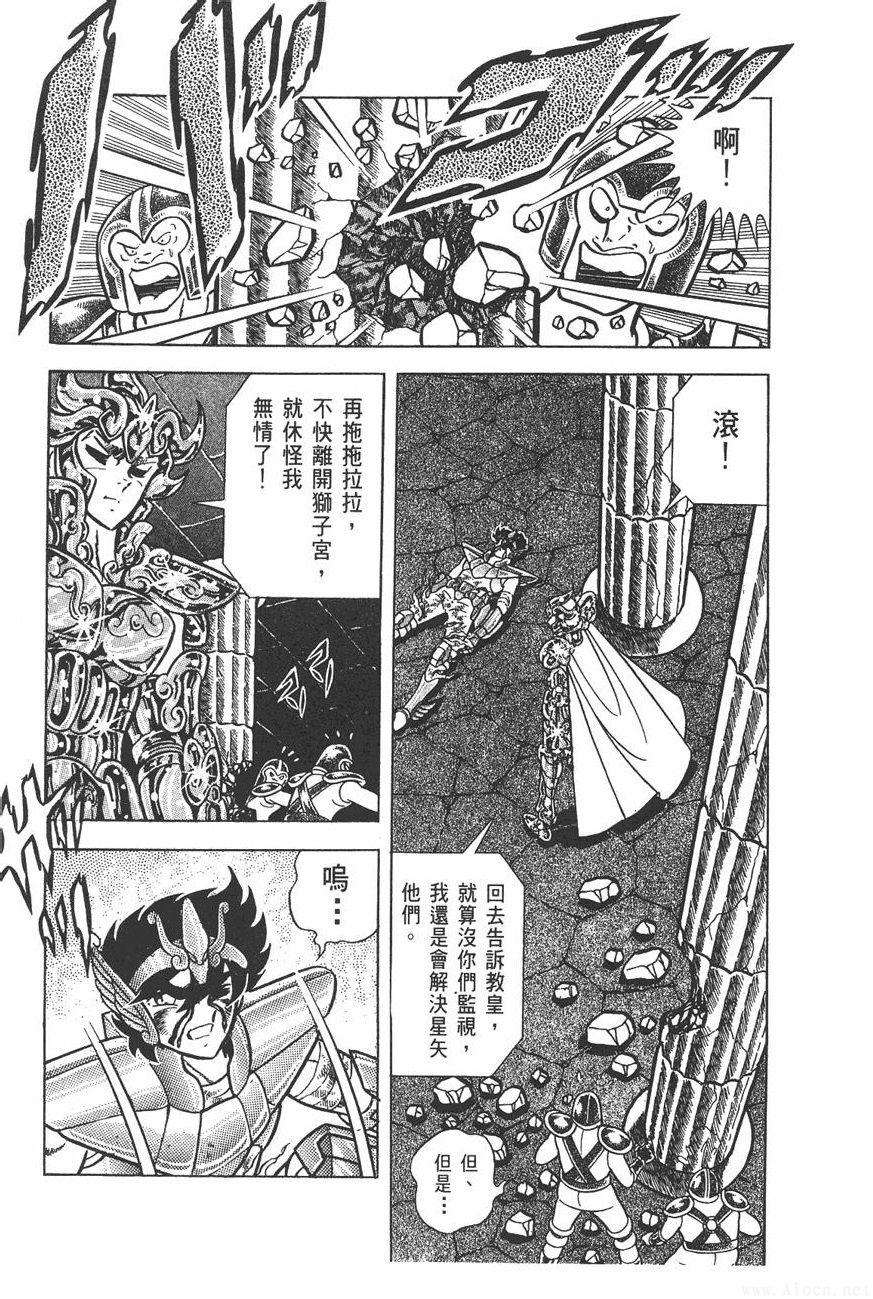 啊！
滾！
回去告訴教皇，
就算沒你們監視，
我還是會解決星矢
他們。
但、
但是…
再拖拖拉拉，
不快離開獅子宮，
就休怪我
無情了！
嗚…
www.Aiocn.net